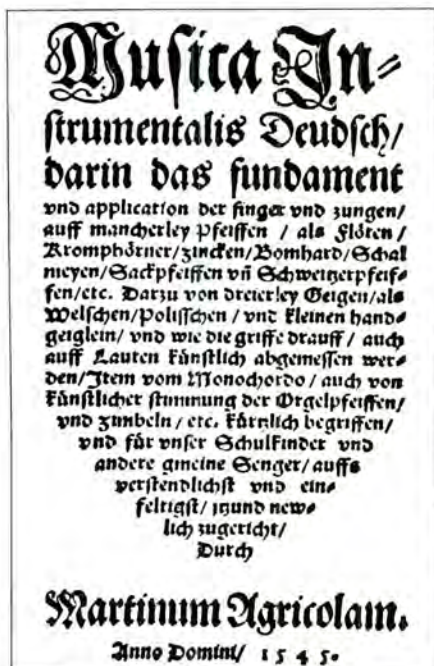 Musica In⸗
strumentalis Deudsch/
darin das fundament
vnd application der finger vnd zungen/
auff mancherley Pfeiffen / als Flöten /
Kromphörner/zincken/Bomhard/Schal
meyen/Sackpfeiffen vñ Schweitzerpfeif⸗
fen/etc. Darzu von dreierley Geigen/als
Welschen/Polisschen / vnd kleinen hand⸗
geiglein/ vnd wie die griffe drauff / auch
auff Lauten künstlich abgemessen wer⸗
den/Item vom Monochordo / auch von
künstlicher stimmung der Orgelpfeiffen/
vnd zimbeln / etc. kürtzlich begriffen/
vnd für vnser Schulkinder vnd
andere gmeine Senger/ auffs
verstendlichst vnd ein⸗
feltigst/ itzund new⸗
lich zugericht/
Durch
Martinum Agricolam.
Anno Domini/ 1545.